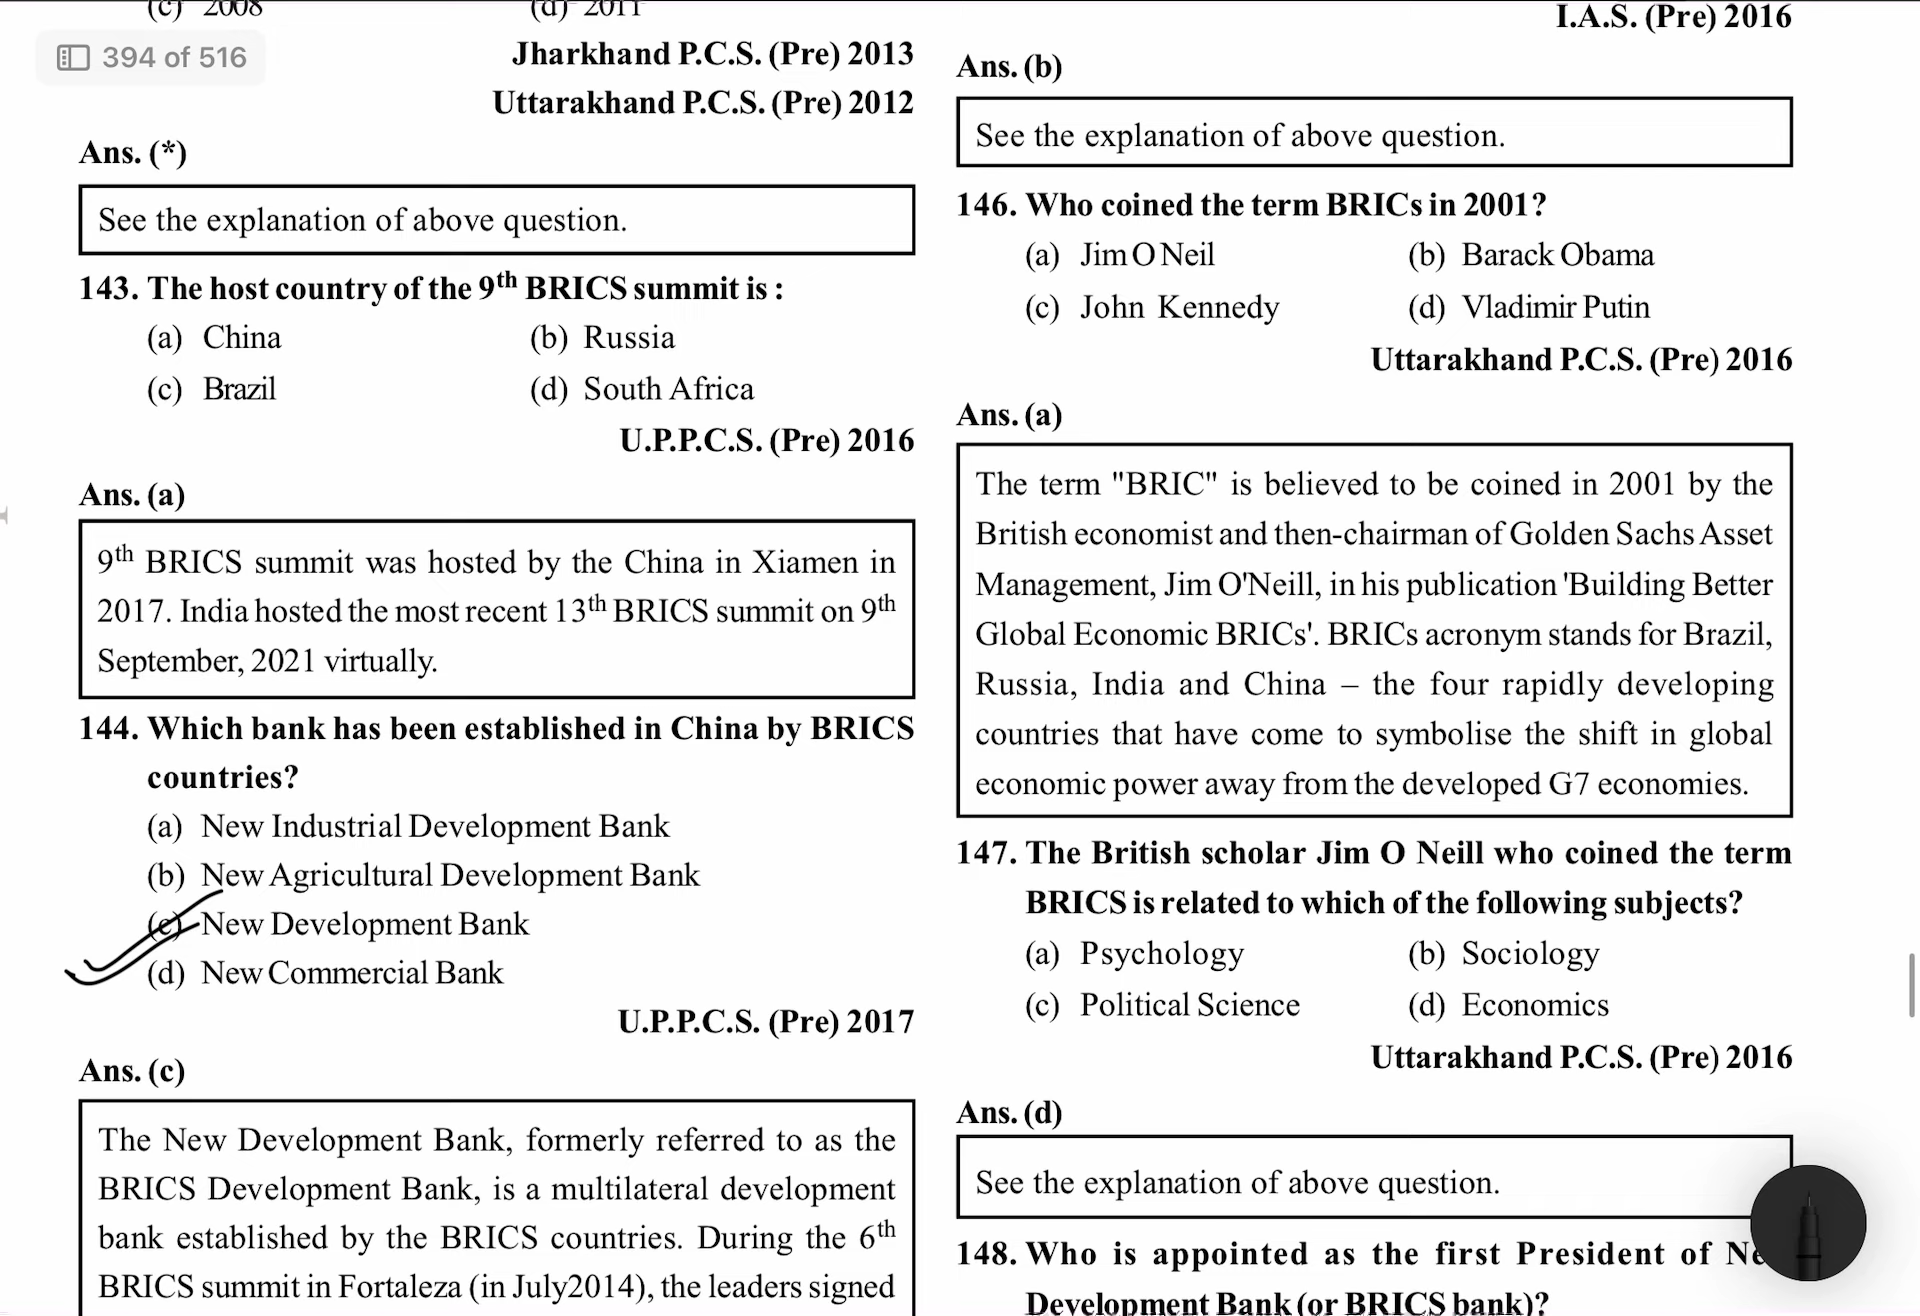 (c) 2008 (d) 2011
394 of 516
Jharkhand P.C.S. (Pre) 2013
Uttarakhand P.C.S. (Pre) 2012
Ans. (*)
See the explanation of above question.
143. The host country of the 9th BRICS summit is :
(a) China (b) Russia
(c) Brazil (d) South Africa
U.P.P.C.S. (Pre) 2016
Ans. (a)
9th BRICS summit was hosted by the China in Xiamen in
2017. India hosted the most recent 13th BRICS summit on 9th
September, 2021 virtually.
144. Which bank has been established in China by BRICS
countries?
(a) New Industrial Development Bank
(b) New Agricultural Development Bank
(c) New Development Bank
(d) New Commercial Bank
U.P.P.C.S. (Pre) 2017
Ans. (c)
The New Development Bank, formerly referred to as the
BRICS Development Bank, is a multilateral development
bank established by the BRICS countries. During the 6th
BRICS summit in Fortaleza (in July2014), the leaders signed
I.A.S. (Pre) 2016
Ans. (b)
See the explanation of above question.
146. Who coined the term BRICs in 2001?
(a) Jim O Neil (b) Barack Obama
(c) John Kennedy (d) Vladimir Putin
Uttarakhand P.C.S. (Pre) 2016
Ans. (a)
The term "BRIC" is believed to be coined in 2001 by the
British economist and then-chairman of Golden Sachs Asset
Management, Jim O'Neill, in his publication 'Building Better
Global Economic BRICs'. BRICs acronym stands for Brazil,
Russia, India and China – the four rapidly developing
countries that have come to symbolise the shift in global
economic power away from the developed G7 economies.
147. The British scholar Jim O Neill who coined the term
BRICS is related to which of the following subjects?
(a) Psychology (b) Sociology
(c) Political Science (d) Economics
Uttarakhand P.C.S. (Pre) 2016
Ans. (d)
See the explanation of above question.
148. Who is appointed as the first President of
Development Bank (or BRICS bank)?